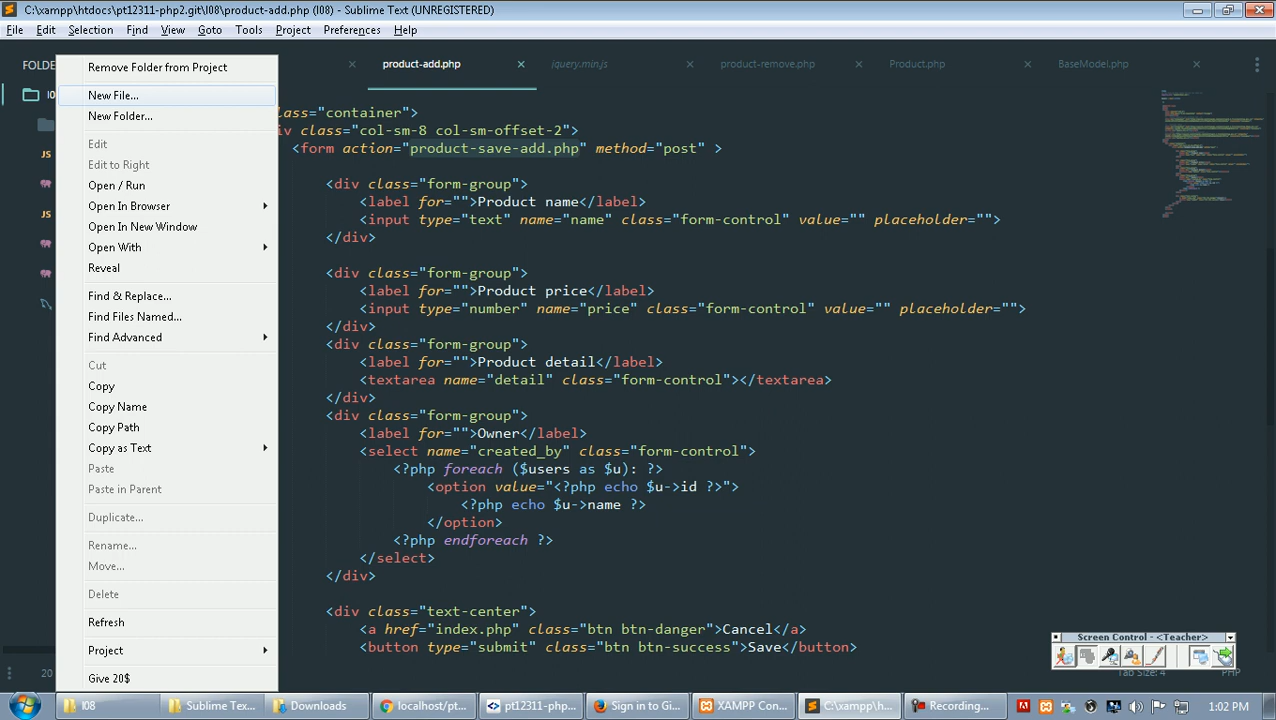 C:\xampp\htdocs\pt12311-php2.git\l08\product-add.php (l08) - Sublime Text (UNREGISTERED)
File Edit Selection Find View Goto Tools Project Preferences Help
FOLDE
product-add.php
jquery.min.js
product-remove.php
Product.php
BaseModel.php
Remove Folder from Project
New File...
New Folder...
Edit
Edit to Right
Open / Run
Open In Browser
Open In New Window
Open With
Reveal
Find & Replace...
Find Files Named...
Find Advanced
Cut
Copy
Copy Name
Copy Path
Copy as Text
Paste
Paste in Parent
Duplicate...
Rename...
Move...
Delete
Refresh
Project
Give 20$
l0
JS
JS
lass="container">
iv class="col-sm-8 col-sm-offset-2">
<form action="product-save-add.php" method="post" >
<div class="form-group">
<label for="">Product name</label>
<input type="text" name="name" class="form-control" value="" placeholder="">
</div>
<div class="form-group">
<label for="">Product price</label>
<input type="number" name="price" class="form-control" value="" placeholder="">
</div>
<div class="form-group">
<label for="">Product detail</label>
<textarea name="detail" class="form-control"></textarea>
</div>
<div class="form-group">
<label for="">Owner</label>
<select name="created_by" class="form-control">
<?php foreach ($users as $u): ?>
<option value="<?php echo $u->id ?>">
<?php echo $u->name ?>
</option>
<?php endforeach ?>
</select>
</div>
<div class="text-center">
<a href="index.php" class="btn btn-danger">Cancel</a>
<button type="submit" class="btn btn-success">Save</button>
Screen Control - <Teacher>
20
Tab Size: 4
PHP
l08
Sublime Tex...
Downloads
localhost/pt...
pt12311-php...
Sign in to Gi...
XAMPP Cont...
C:\xampp\h...
Recording...
1:02 PM